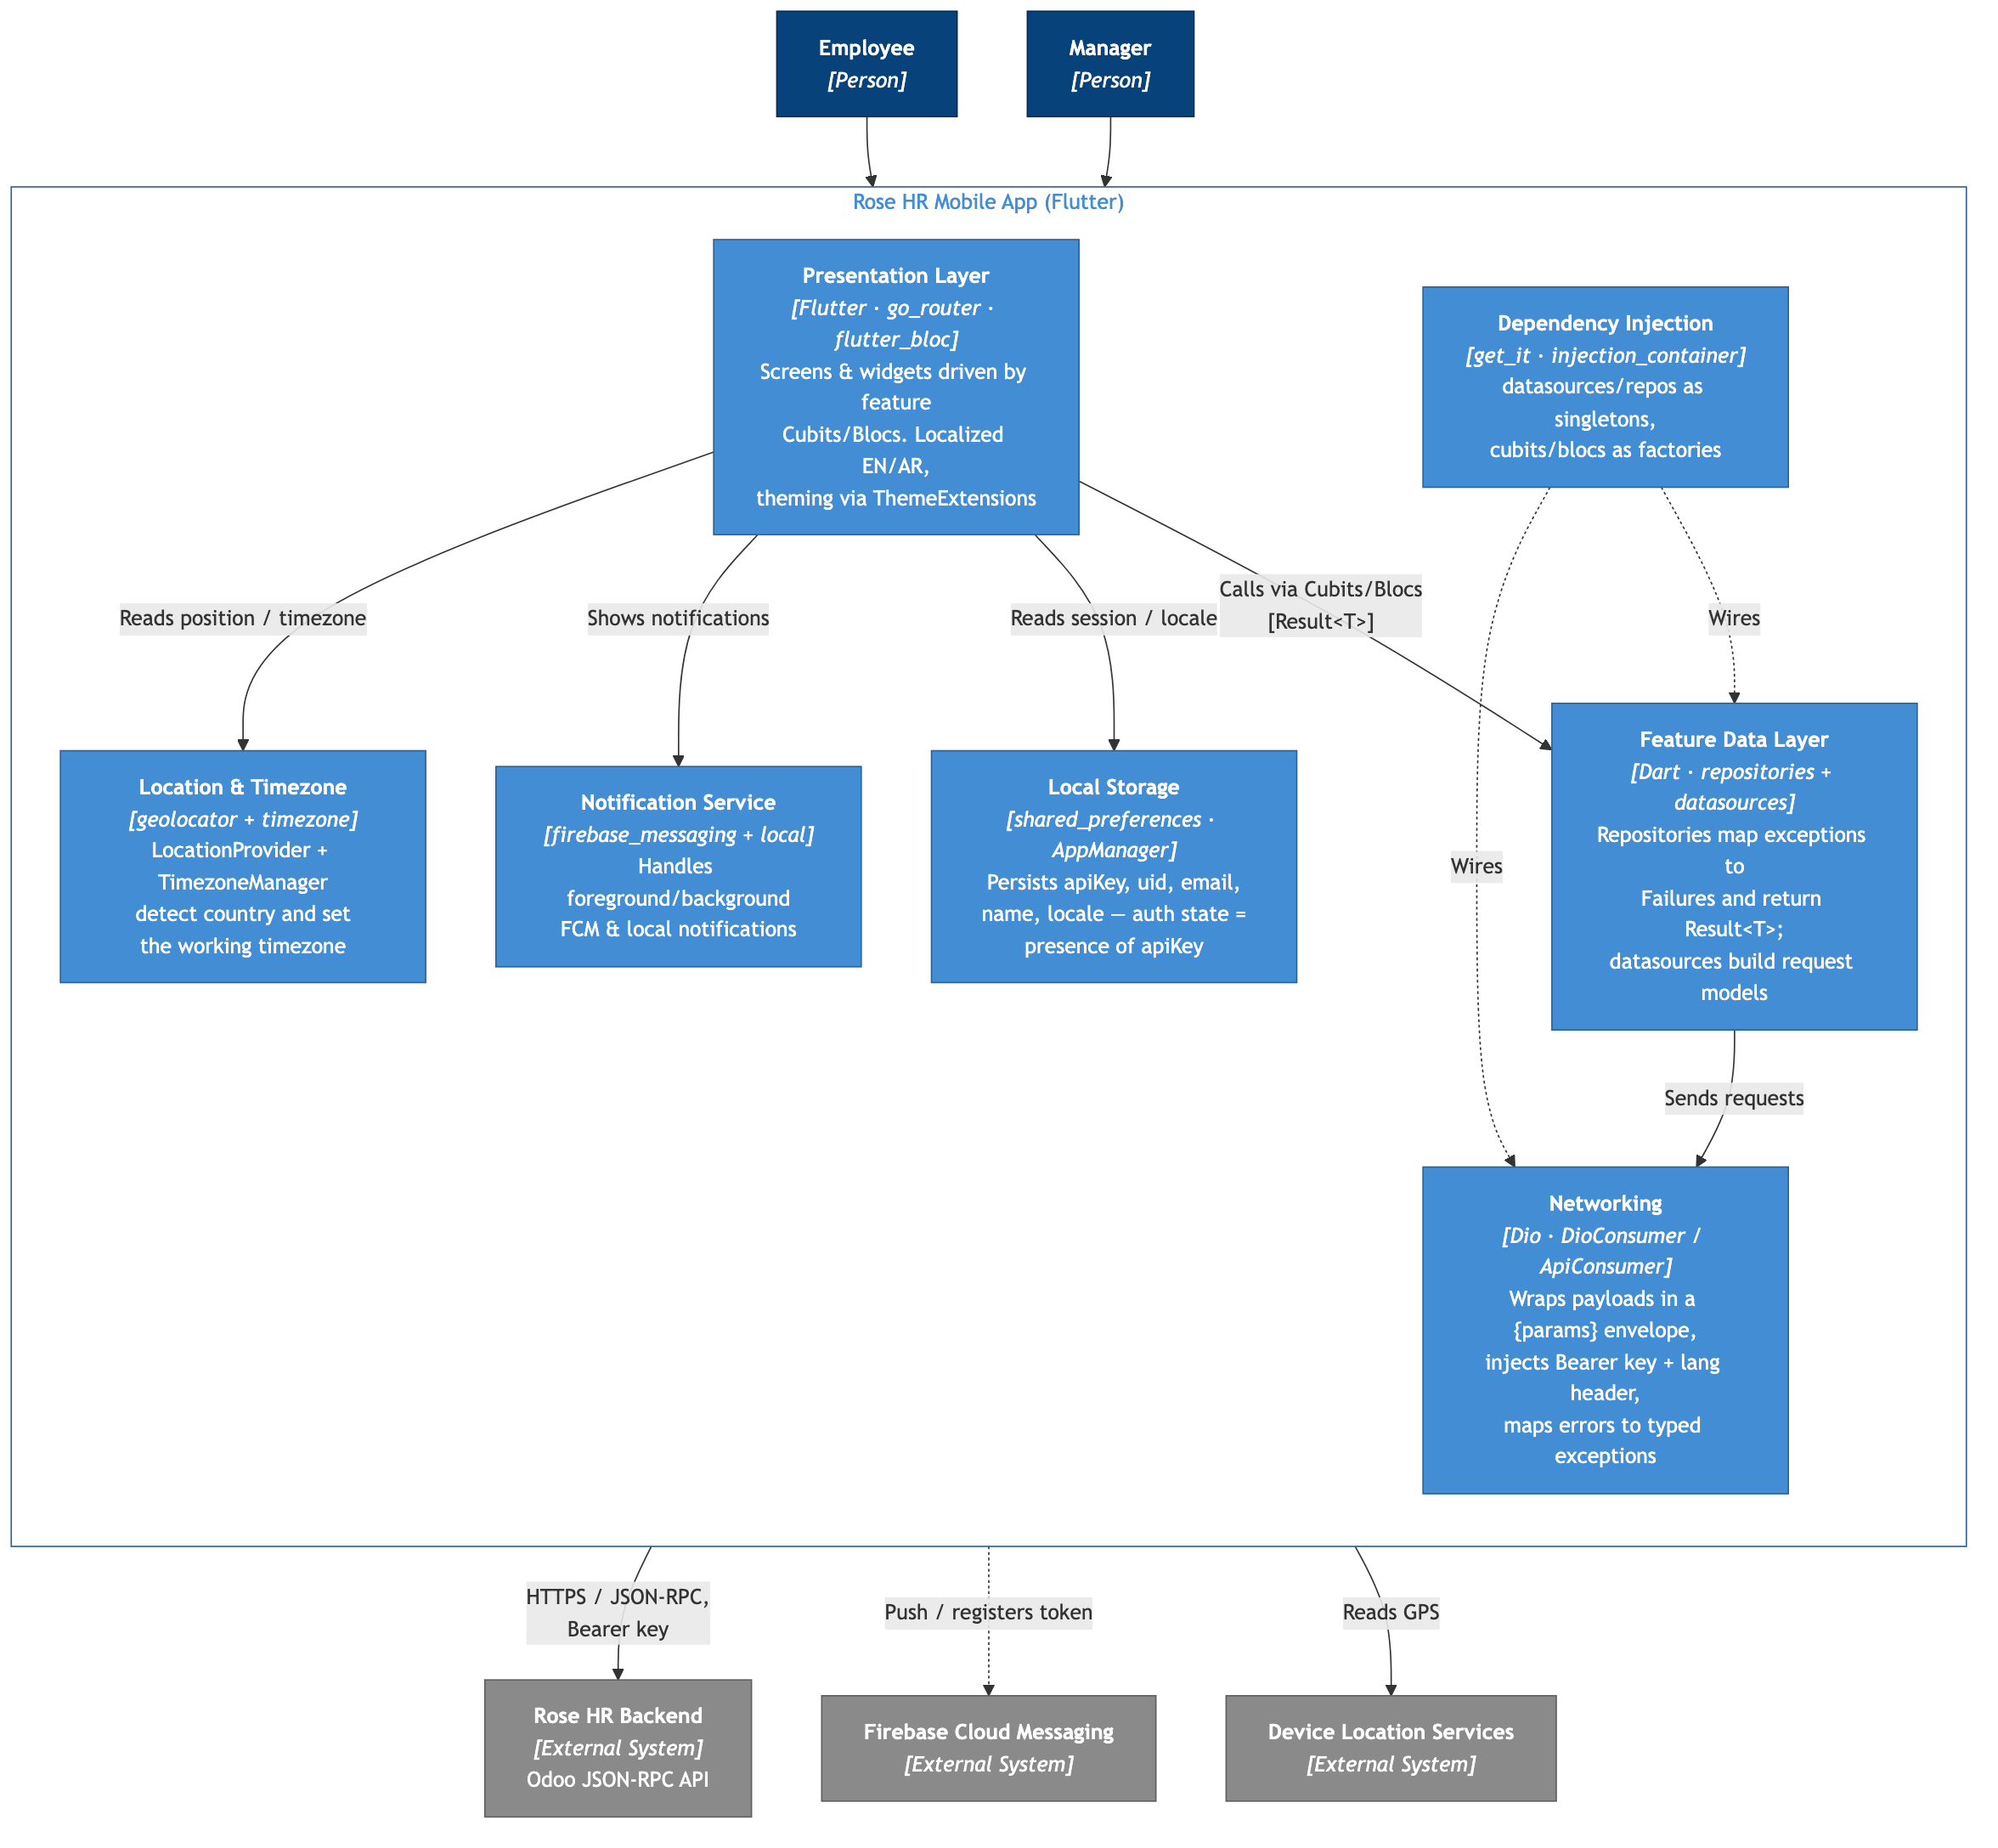 Employee
[Person]
Manager
[Person]
Rose HR Mobile App (Flutter)
Presentation Layer
[Flutter · go_router ·
flutter_bloc]
Screens & widgets driven by
feature
Cubits/Blocs. Localized
EN/AR,
theming via ThemeExtensions
Dependency Injection
[get_it · injection_container]
datasources/repos as
singletons,
cubits/blocs as factories
Reads position / timezone
Shows notifications
Reads session / locale
Calls via Cubits/Blocs
[Result<T>]
Wires
Location & Timezone
[geolocator + timezone]
LocationProvider +
TimezoneManager
detect country and set
the working timezone
Notification Service
[firebase_messaging + local]
Handles
foreground/background
FCM & local notifications
Local Storage
[shared_preferences ·
AppManager]
Persists apiKey, uid, email,
name, locale — auth state =
presence of apiKey
Wires
Feature Data Layer
[Dart · repositories +
datasources]
Repositories map exceptions
to
Failures and return
Result<T>;
datasources build request
models
Sends requests
Networking
[Dio · DioConsumer /
ApiConsumer]
Wraps payloads in a
{params} envelope,
injects Bearer key + lang
header,
maps errors to typed
exceptions
HTTPS / JSON-RPC,
Bearer key
Push / registers token
Reads GPS
Rose HR Backend
[External System]
Odoo JSON-RPC API
Firebase Cloud Messaging
[External System]
Device Location Services
[External System]